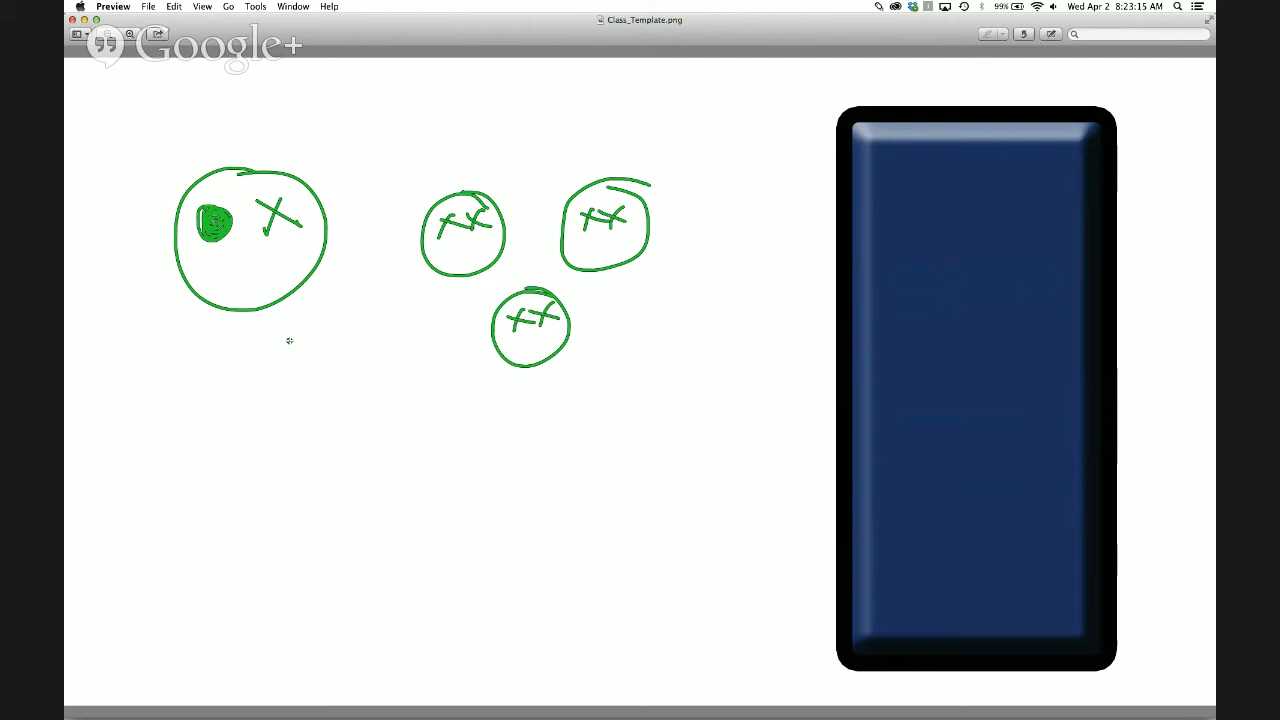 Preview File Edit View Go Tools Window Help 99% Wed Apr 2 8:23:15 AM
Class_Template.png
Google+
X
X X
X X
X X